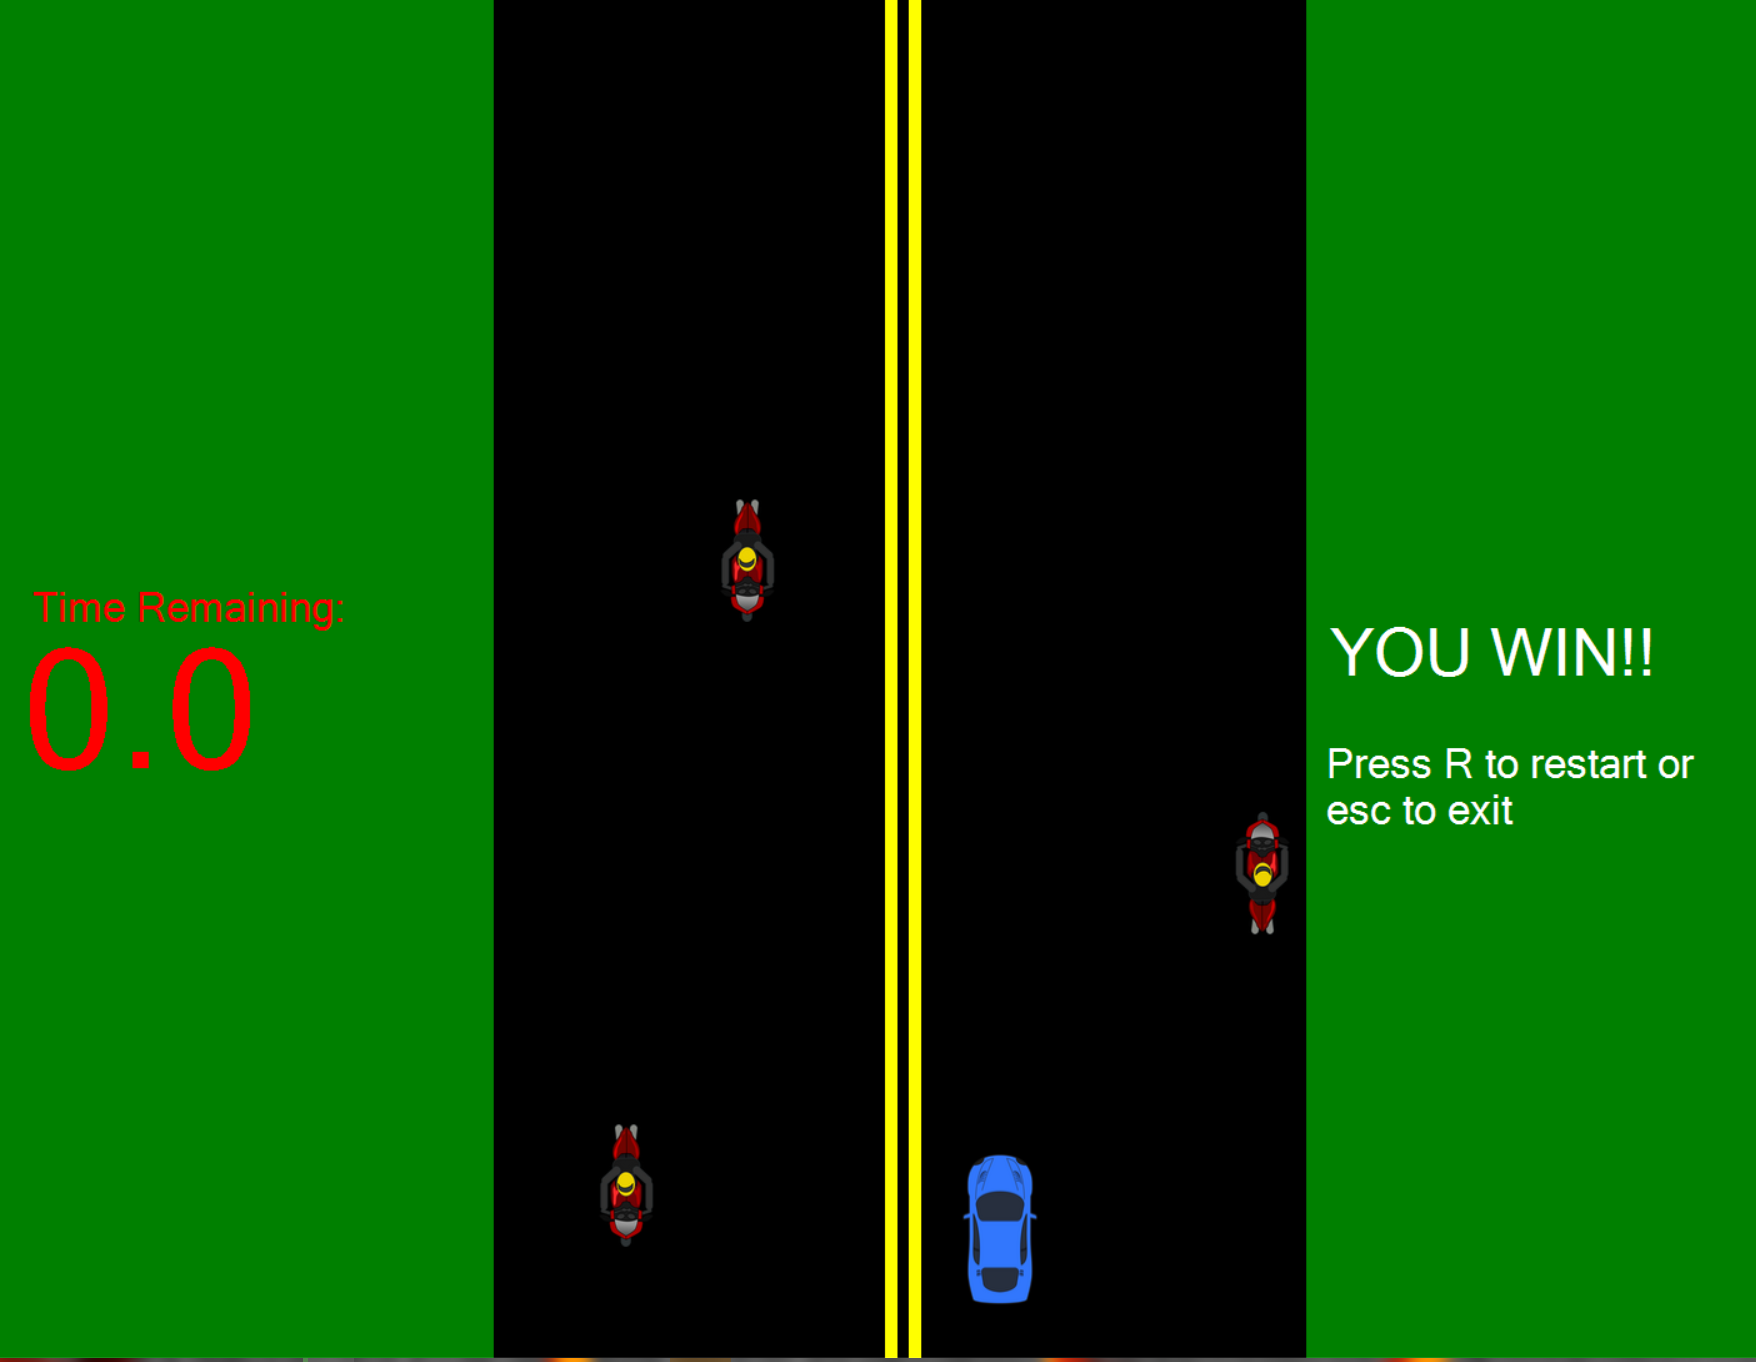 Time Remaining:
0.0
YOU WIN!!
Press R to restart or
esc to exit